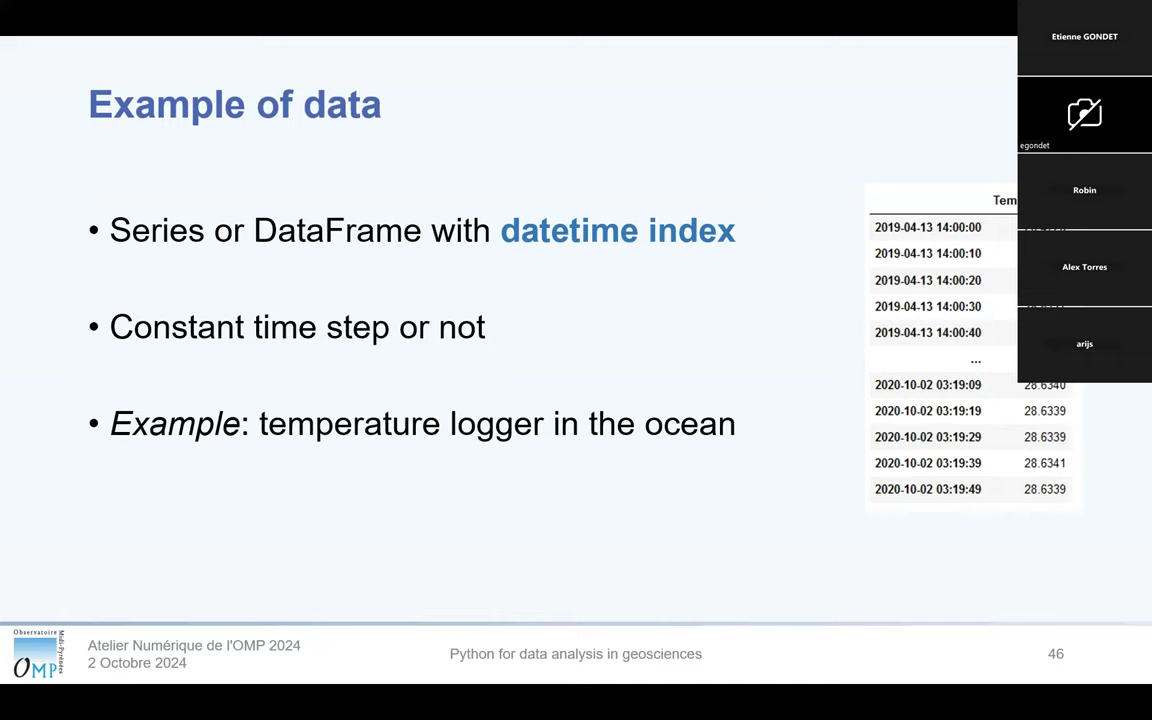 Etienne GONDET
egondet
Robin
Alex Torres
arijs
Example of data
• Series or DataFrame with datetime index
• Constant time step or not
• Example: temperature logger in the ocean
Tem
2019-04-13 14:00:00
2019-04-13 14:00:10
2019-04-13 14:00:20
2019-04-13 14:00:30
2019-04-13 14:00:40
...
2020-10-02 03:19:09 28.6340
2020-10-02 03:19:19 28.6339
2020-10-02 03:19:29 28.6339
2020-10-02 03:19:39 28.6341
2020-10-02 03:19:49 28.6339
Observatoire
Midi-Pyrénées
OMP
Atelier Numérique de l'OMP 2024
2 Octobre 2024
Python for data analysis in geosciences
46